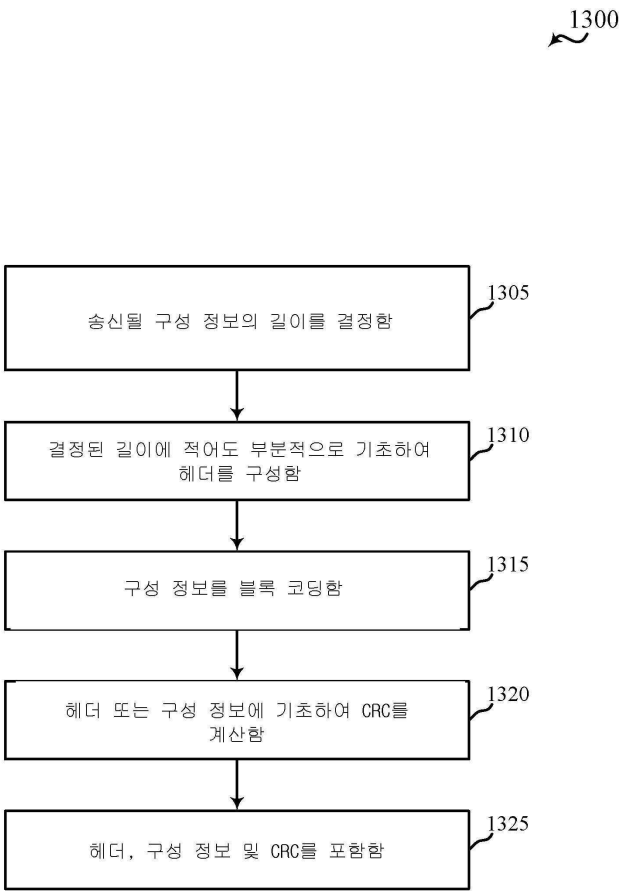 1300
송신될 구성 정보의 길이를 결정함
1305
결정된 길이에 적어도 부분적으로 기초하여
헤더를 구성함
1310
구성 정보를 블록 코딩함
1315
헤더 또는 구성 정보에 기초하여 CRC를
계산함
1320
헤더, 구성 정보 및 CRC를 포함함
1325